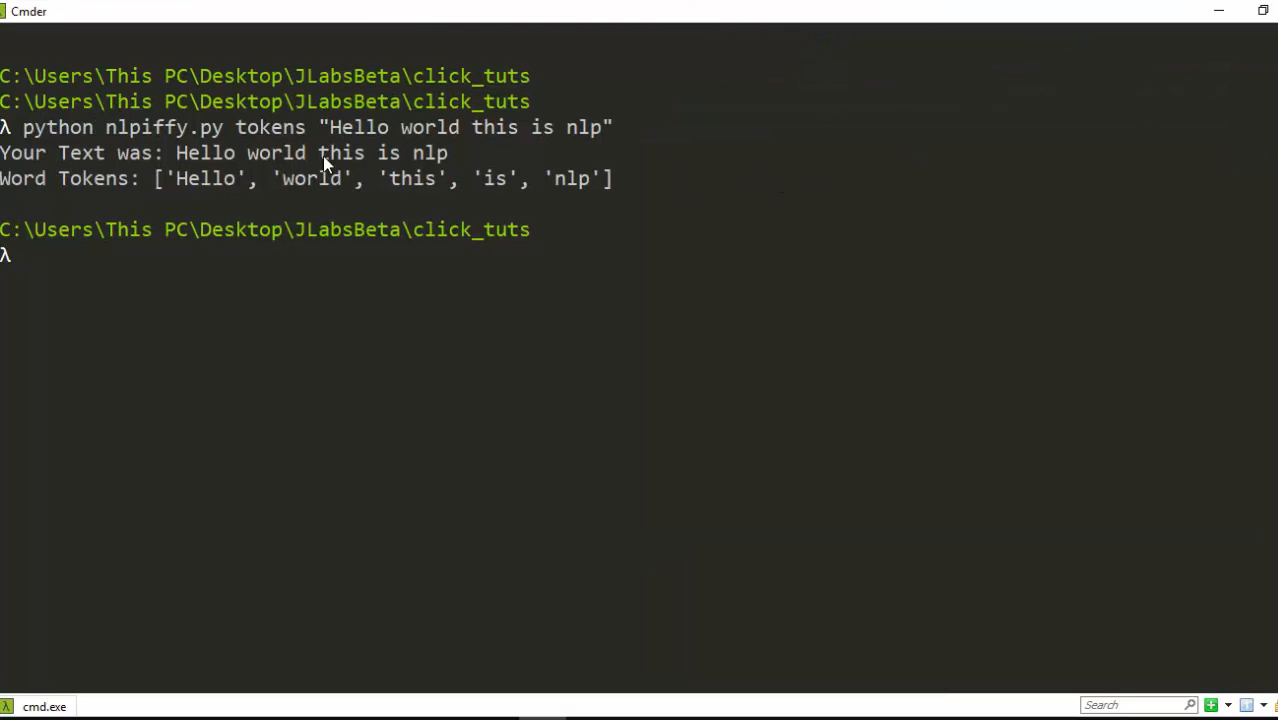 Cmder
C:\Users\This PC\Desktop\JLabsBeta\click_tuts
C:\Users\This PC\Desktop\JLabsBeta\click_tuts
λ python nlpiffy.py tokens "Hello world this is nlp"
Your Text was: Hello world this is nlp
Word Tokens: ['Hello', 'world', 'this', 'is', 'nlp']
C:\Users\This PC\Desktop\JLabsBeta\click_tuts
λ
λ cmd.exe
Search